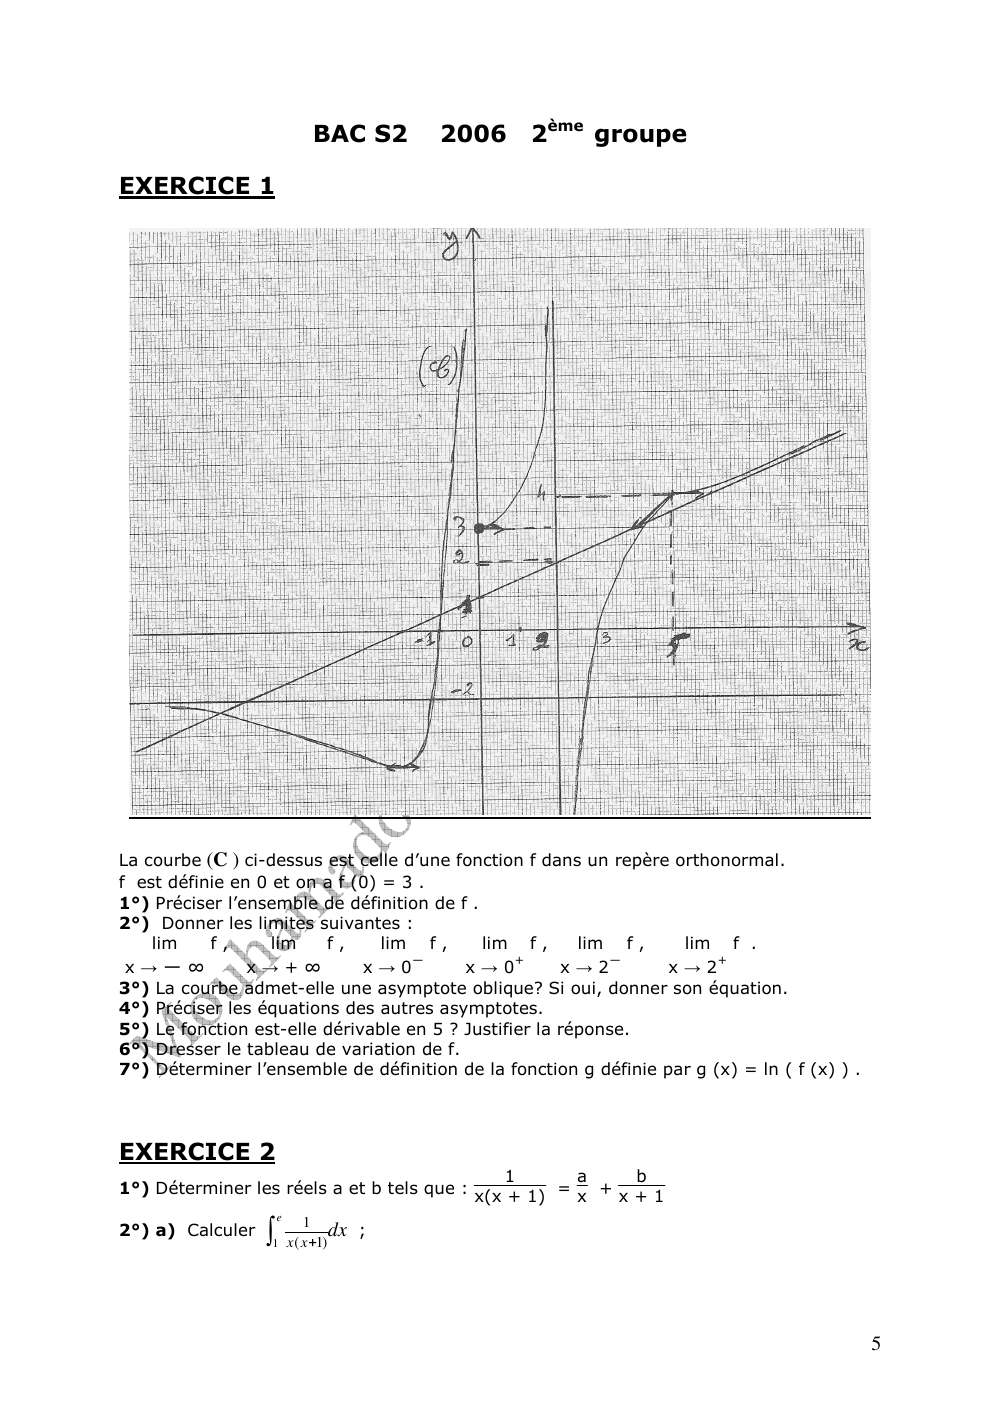 BAC S2 2006 2ème groupe
EXERCICE 1
y
(C)
4
3
2
1
-1 0 1 2 3 5 x
-2
La courbe (C ) ci-dessus est celle d’une fonction f dans un repère orthonormal.
f est définie en 0 et on a f (0) = 3 .
1°) Préciser l’ensemble de définition de f .
2°) Donner les limites suivantes :
lim f , lim f , lim f , lim f , lim f , lim f .
x → — ∞ x → + ∞ x → 0⁻ x → 0⁺ x → 2⁻ x → 2⁺
3°) La courbe admet-elle une asymptote oblique? Si oui, donner son équation.
4°) Préciser les équations des autres asymptotes.
5°) Le fonction est-elle dérivable en 5 ? Justifier la réponse.
6°) Dresser le tableau de variation de f.
7°) Déterminer l’ensemble de définition de la fonction g définie par g (x) = ln ( f (x) ) .
Mouhamado
EXERCICE 2
1°) Déterminer les réels a et b tels que : 1/x(x + 1) = a/x + b/x + 1
2°) a) Calculer ∫₁ᵉ 1/x(x+1) dx ;
5